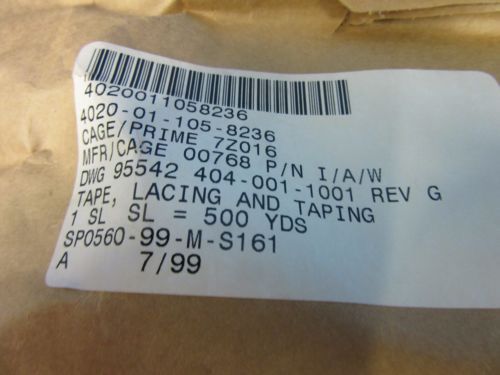 4020011058236
4020-01-105-8236
CAGE/PRIME 7Z016
MFR/CAGE 00768 P/N I/A/W
DWG 95542 404-001-1001 REV G
TAPE, LACING AND TAPING
1 SL SL = 500 YDS
SP0560-99-M-S161
A 7/99